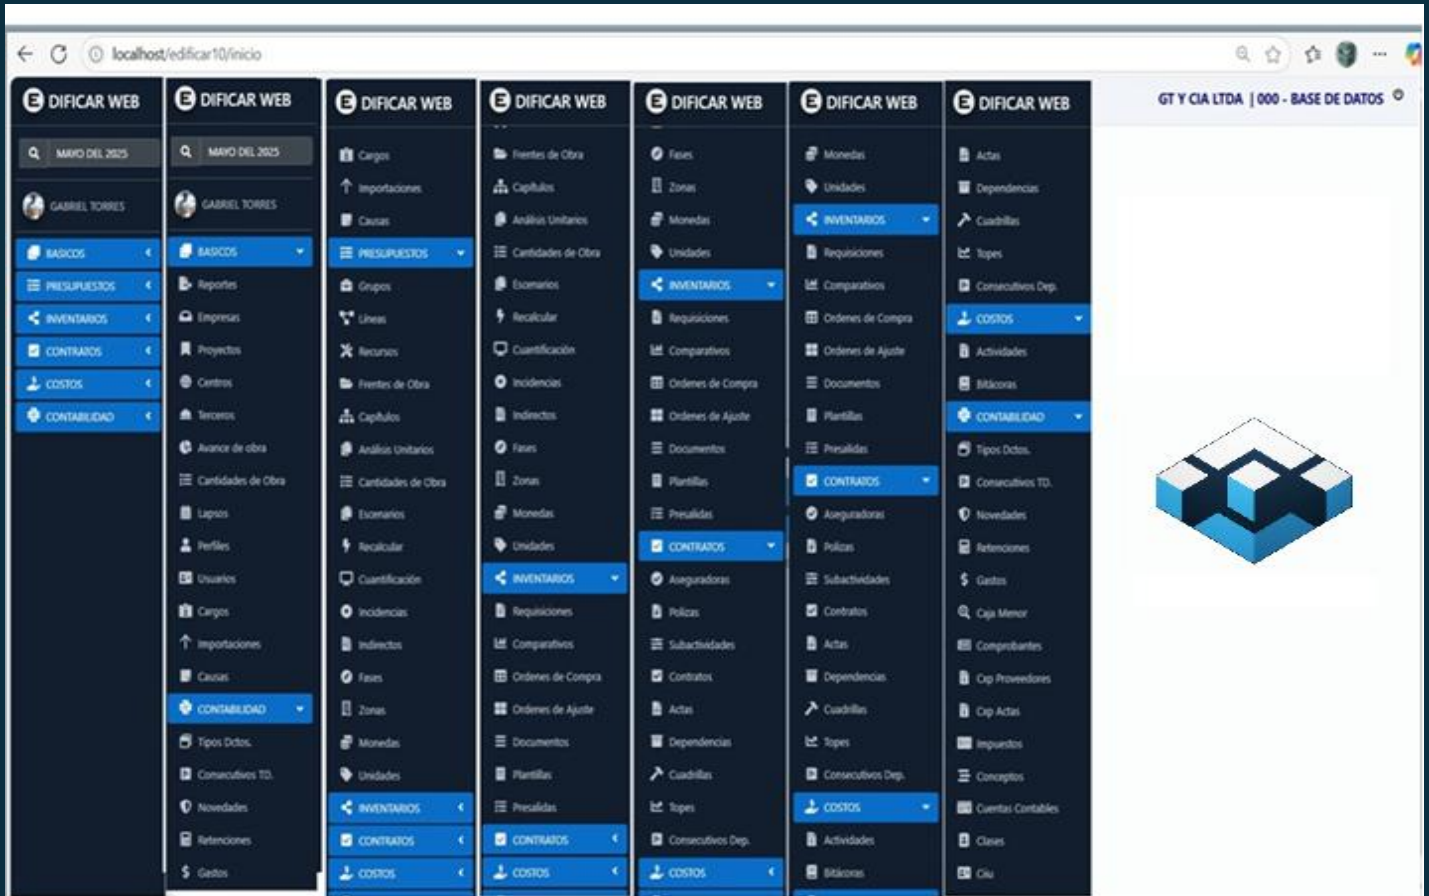 localhost/edificar10/inicio
GT Y CIA LTDA | 000 - BASE DE DATOS
E DIFICAR WEB
MAYO DEL 2025
GABRIEL TORRES
BASICOS
PRESUPUESTOS
INVENTARIOS
CONTRATOS
COSTOS
CONTABILIDAD
E DIFICAR WEB
MAYO DEL 2025
GABRIEL TORRES
BASICOS
Reportes
Empresas
Proyectos
Centros
Terceros
Avance de obra
Cantidades de Obra
Lapsos
Perfiles
Usuarios
Cargos
Importaciones
Causas
CONTABILIDAD
Tipos Dctos.
Consecutivos TD.
Novedades
Retenciones
$ Gastos
E DIFICAR WEB
Cargos
Importaciones
Causas
PRESUPUESTOS
Grupos
Líneas
Recursos
Frentes de Obra
Capítulos
Análisis Unitarios
Cantidades de Obra
Escenarios
Recalcular
Cuantificación
Incidencias
Indirectos
Fases
Zonas
Monedas
Unidades
INVENTARIOS
CONTRATOS
COSTOS
E DIFICAR WEB
Frentes de Obra
Capítulos
Análisis Unitarios
Cantidades de Obra
Escenarios
Recalcular
Cuantificación
Incidencias
Indirectos
Fases
Zonas
Monedas
Unidades
INVENTARIOS
Requisiciones
Comparativos
Ordenes de Compra
Ordenes de Ajuste
Documentos
Plantillas
Presalidas
CONTRATOS
COSTOS
E DIFICAR WEB
Fases
Zonas
Monedas
Unidades
INVENTARIOS
Requisiciones
Comparativos
Ordenes de Compra
Ordenes de Ajuste
Documentos
Plantillas
Presalidas
CONTRATOS
Aseguradoras
Polizas
Subactividades
Contratos
Actas
Dependencias
Cuadrillas
Topes
Consecutivos Dep.
COSTOS
E DIFICAR WEB
Monedas
Unidades
INVENTARIOS
Requisiciones
Comparativos
Ordenes de Compra
Ordenes de Ajuste
Documentos
Plantillas
Presalidas
CONTRATOS
Aseguradoras
Polizas
Subactividades
Contratos
Actas
Dependencias
Cuadrillas
Topes
Consecutivos Dep.
COSTOS
Actividades
Bitácoras
E DIFICAR WEB
Actas
Dependencias
Cuadrillas
Topes
Consecutivos Dep.
COSTOS
Actividades
Bitácoras
CONTABILIDAD
Tipos Dctos.
Consecutivos TD.
Novedades
Retenciones
$ Gastos
Caja Menor
Comprobantes
Cxp Proveedores
Cxp Actas
Impuestos
Conceptos
Cuentas Contables
Clases
Ciiu